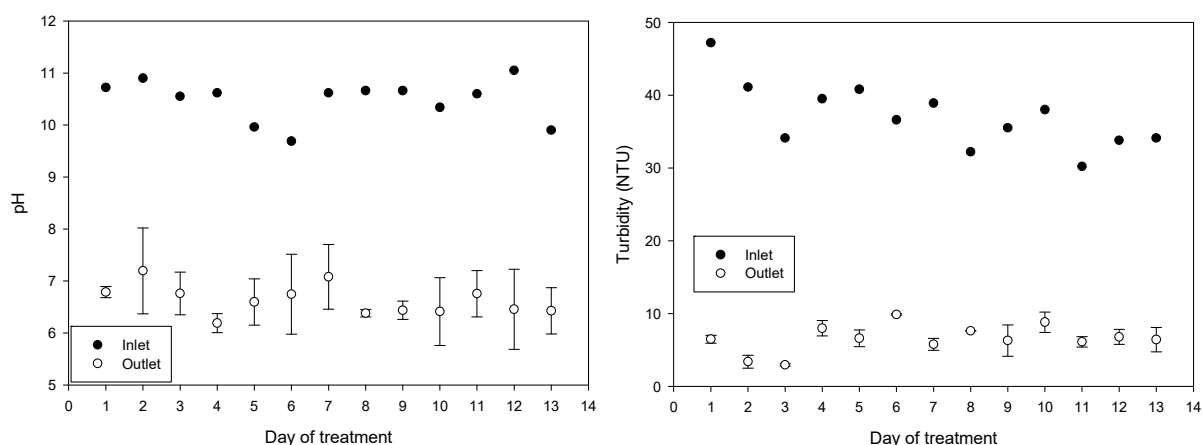 12
11
10
9
8
7
6
5
pH
Inlet
Outlet
0 1 2 3 4 5 6 7 8 9 10 11 12 13 14
Day of treatment
50
40
30
20
10
0
Turbidity (NTU)
Inlet
Outlet
0 1 2 3 4 5 6 7 8 9 10 11 12 13 14
Day of treatment